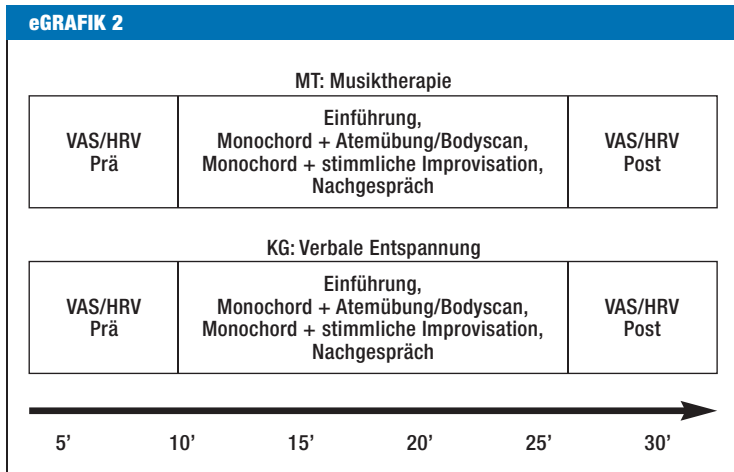 eGRAFIK 2
MT: Musiktherapie
VAS/HRV
Prä
Einführung,
Monochord + Atemübung/Bodyscan,
Monochord + stimmliche Improvisation,
Nachgespräch
VAS/HRV
Post
KG: Verbale Entspannung
VAS/HRV
Prä
Einführung,
Monochord + Atemübung/Bodyscan,
Monochord + stimmliche Improvisation,
Nachgespräch
VAS/HRV
Post
5’ 10’ 15’ 20’ 25’ 30’